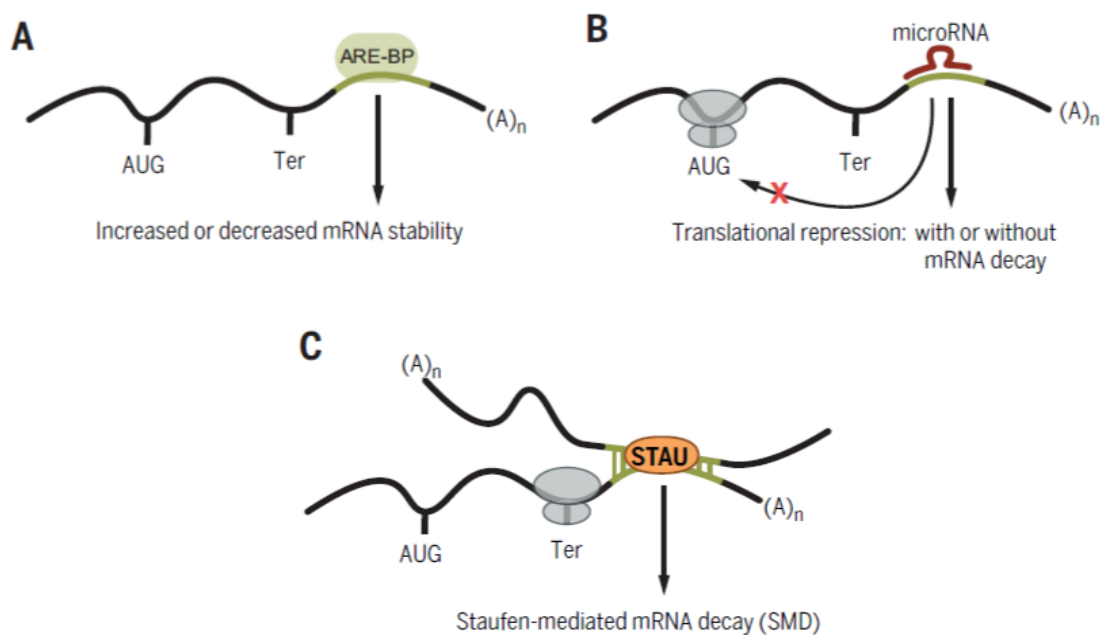 A
ARE-BP
(A)n
AUG
Ter
Increased or decreased mRNA stability
B
microRNA
(A)n
AUG
Ter
X
Translational repression: with or without
mRNA decay
C
(A)n
STAU
(A)n
AUG
Ter
Staufen-mediated mRNA decay (SMD)